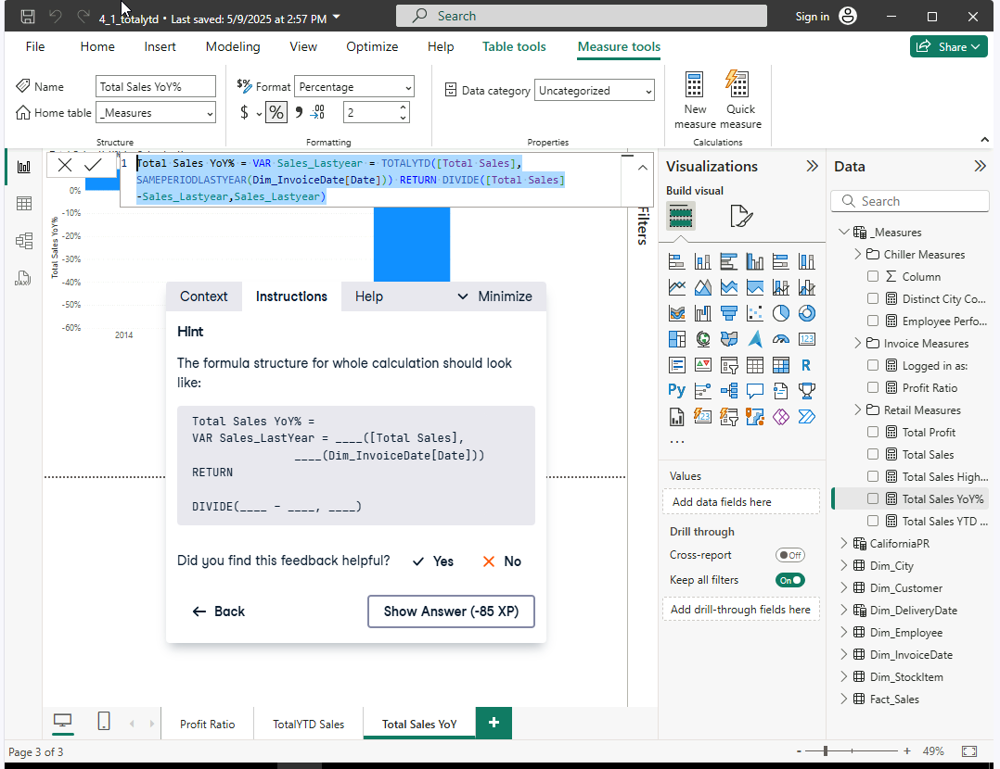 4_1_totalytd • Last saved: 5/9/2025 at 2:57 PM
Search
Sign in
File Home Insert Modeling View Optimize Help Table tools Measure tools
Share
Name Total Sales YoY%
Home table _Measures
Structure
Format Percentage
$ % 2
Formatting
Data category Uncategorized
Properties
New measure
Quick measure
Calculations
1 Total Sales YoY% = VAR Sales_Lastyear = TOTALYTD([Total Sales],
SAMEPERIODLASTYEAR(Dim_InvoiceDate[Date])) RETURN DIVIDE([Total Sales]
-Sales_Lastyear,Sales_Lastyear)
Total Sales YoY%
0%
-10%
-20%
-30%
-40%
-50%
-60%
2014
Filters
Context Instructions Help Minimize
Hint
The formula structure for whole calculation should look
like:
Total Sales YoY% =
VAR Sales_LastYear = ____([Total Sales],
____(Dim_InvoiceDate[Date]))
RETURN
DIVIDE(____ - ____, ____)
Did you find this feedback helpful? Yes No
Back
Show Answer (-85 XP)
Visualizations
Build visual
123
R
Py
123
...
Values
Add data fields here
Drill through
Cross-report Off
Keep all filters On
Add drill-through fields here
Data
Search
_Measures
Chiller Measures
Column
Distinct City Co...
Employee Perfo...
Invoice Measures
Logged in as:
Profit Ratio
Retail Measures
Total Profit
Total Sales
Total Sales High...
Total Sales YoY%
Total Sales YTD ...
CaliforniaPR
Dim_City
Dim_Customer
Dim_DeliveryDate
Dim_Employee
Dim_InvoiceDate
Dim_StockItem
Fact_Sales
DAX
Profit Ratio TotalYTD Sales Total Sales YoY +
Page 3 of 3
- + 49%